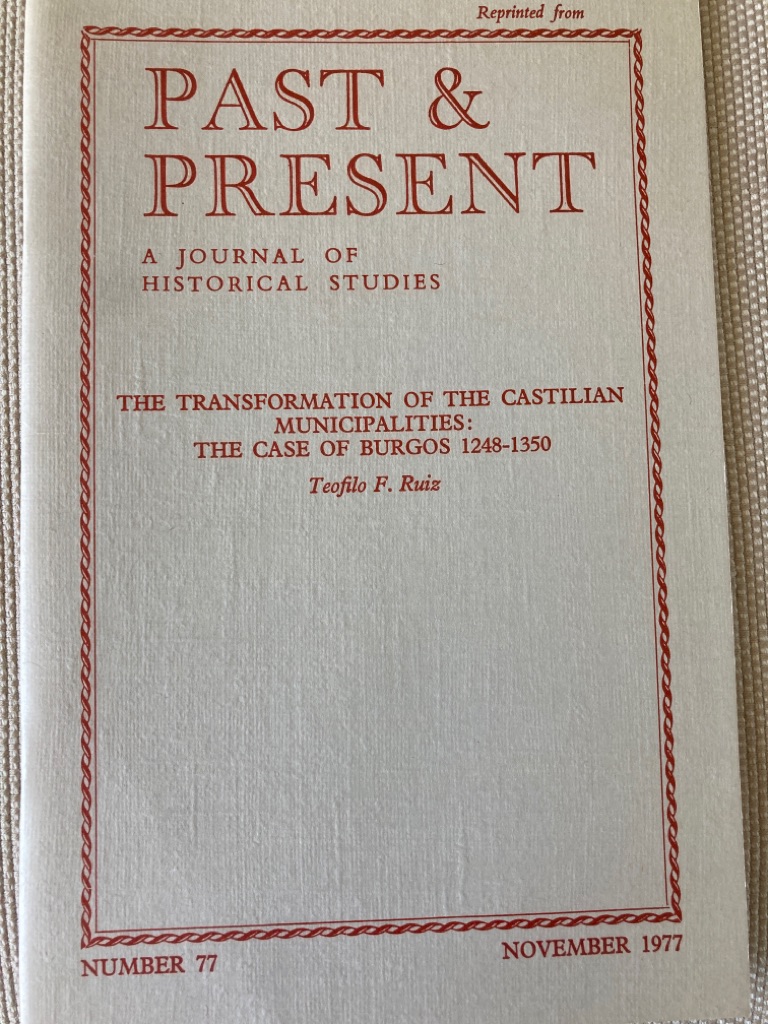 Reprinted from
PAST &
PRESENT
A JOURNAL OF
HISTORICAL STUDIES
THE TRANSFORMATION OF THE CASTILIAN
MUNICIPALITIES:
THE CASE OF BURGOS 1248-1350
Teofilo F. Ruiz
NUMBER 77
NOVEMBER 1977